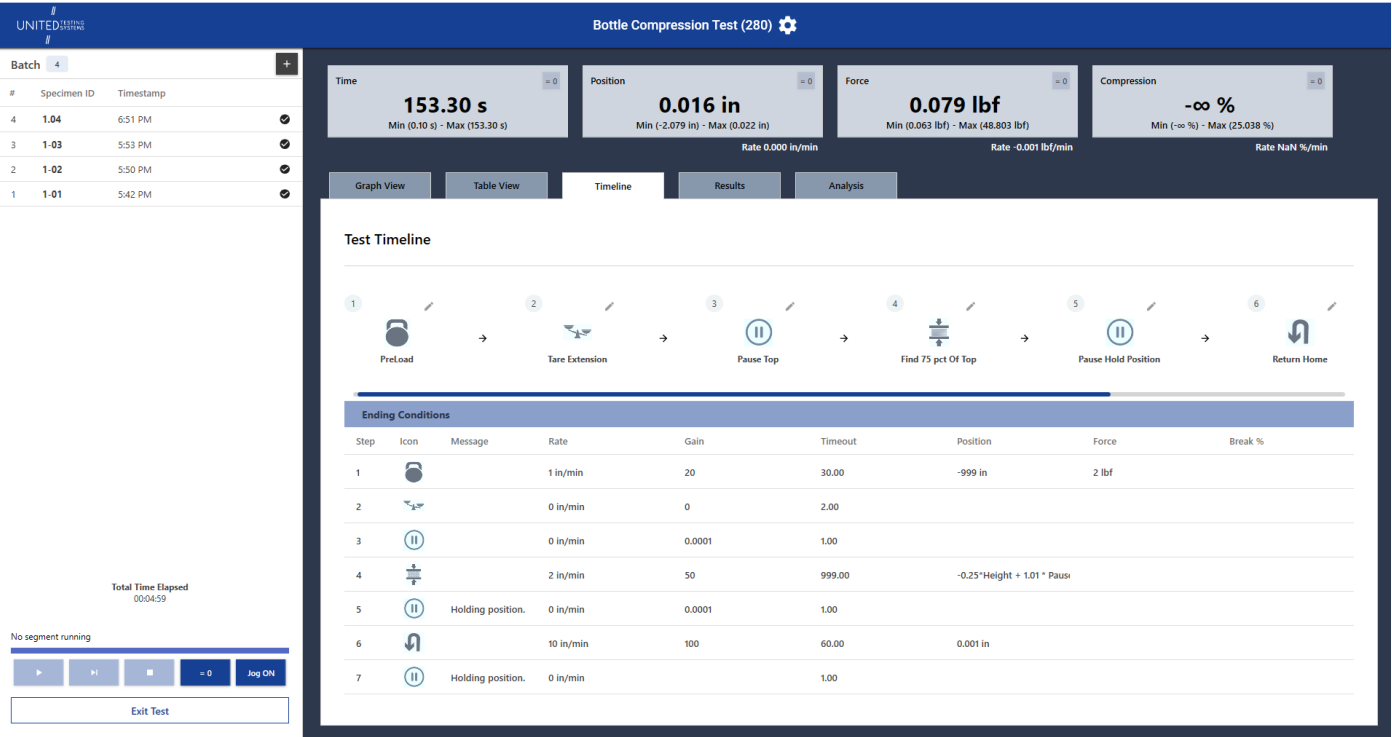 UNITED TESTING SYSTEMS
Bottle Compression Test (280)
Batch 4 +
# Specimen ID Timestamp
4 1.04 6:51 PM
3 1-03 5:53 PM
2 1-02 5:50 PM
1 1-01 5:42 PM
Total Time Elapsed
00:04:59
No segment running
= 0 Jog ON
Exit Test
Time = 0
153.30 s
Min (0.10 s) - Max (153.30 s)
Position = 0
0.016 in
Min (-2.079 in) - Max (0.022 in)
Rate 0.000 in/min
Force = 0
0.079 lbf
Min (0.063 lbf) - Max (48.803 lbf)
Rate -0.001 lbf/min
Compression = 0
-∞ %
Min (-∞ %) - Max (25.038 %)
Rate NaN %/min
Graph View Table View Timeline Results Analysis
Test Timeline
1 2 3 4 5 6
PreLoad Tare Extension Pause Top Find 75 pct Of Top Pause Hold Position Return Home
Ending Conditions
Step Icon Message Rate Gain Timeout Position Force Break %
1 1 in/min 20 30.00 -999 in 2 lbf
2 0 in/min 0 2.00
3 0 in/min 0.0001 1.00
4 2 in/min 50 999.00 -0.25*Height + 1.01 * Paus
5 Holding position. 0 in/min 0.0001 1.00
6 10 in/min 100 60.00 0.001 in
7 Holding position. 0 in/min 1.00